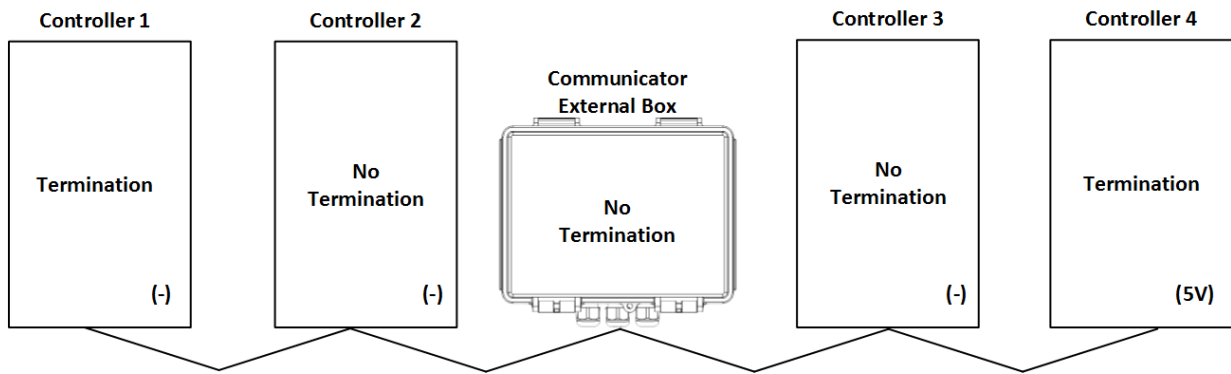 Controller 1
Controller 2
Controller 3
Controller 4
Communicator
External Box
Termination
No
Termination
No
Termination
No
Termination
Termination
(-)
(-)
(-)
(5V)